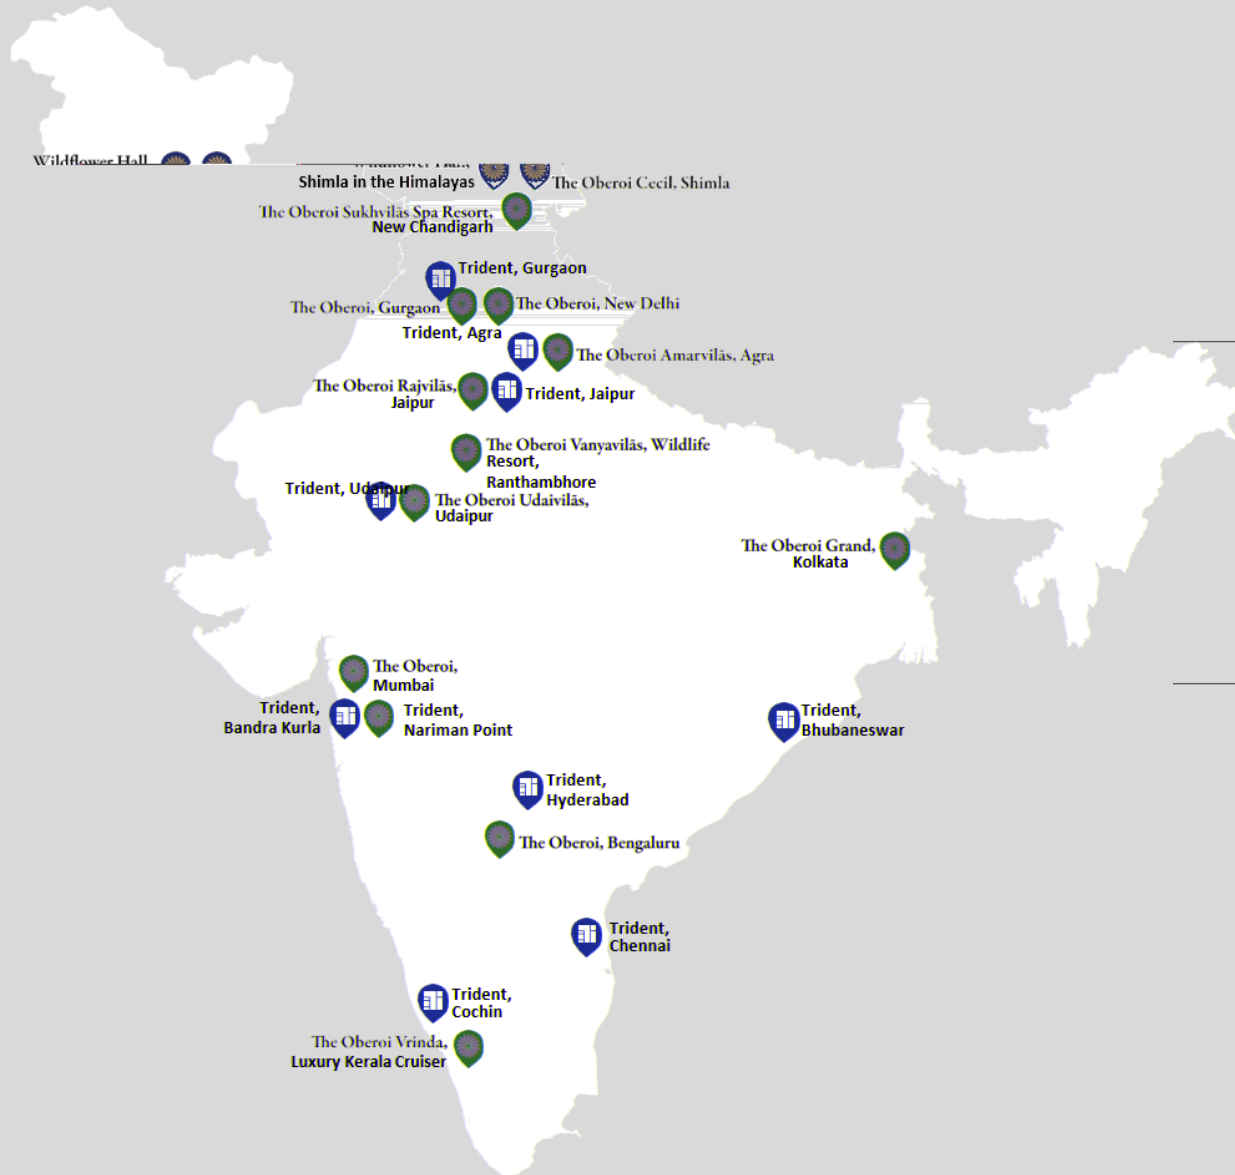 Wildflower Hall,
Wildflower Hall,
Shimla in the Himalayas
The Oberoi Cecil, Shimla
The Oberoi Sukhvilās Spa Resort,
New Chandigarh
Trident, Gurgaon
The Oberoi, Gurgaon
The Oberoi, New Delhi
Trident, Agra
The Oberoi Amarvilās, Agra
The Oberoi Rajvilās,
Jaipur
Trident, Jaipur
The Oberoi Vanyavilās, Wildlife
Resort,
Ranthambhore
Trident, Udaipur
The Oberoi Udaivilās,
Udaipur
The Oberoi Grand,
Kolkata
The Oberoi,
Mumbai
Trident,
Bandra Kurla
Trident,
Nariman Point
Trident,
Bhubaneswar
Trident,
Hyderabad
The Oberoi, Bengaluru
Trident,
Chennai
Trident,
Cochin
The Oberoi Vrinda,
Luxury Kerala Cruiser